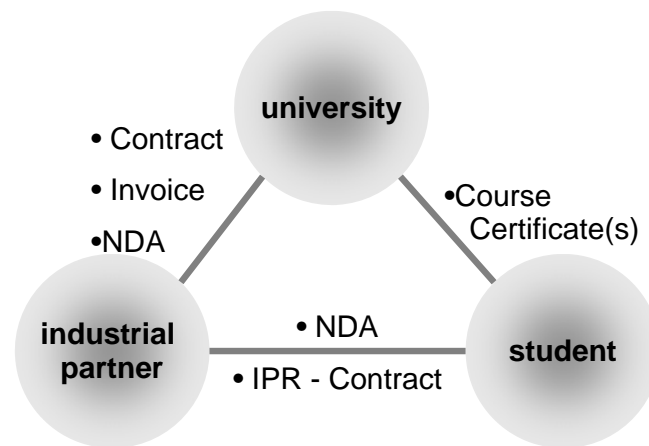 university
• Contract
• Invoice
•NDA
•Course
Certificate(s)
industrial
partner
• NDA
• IPR - Contract
student